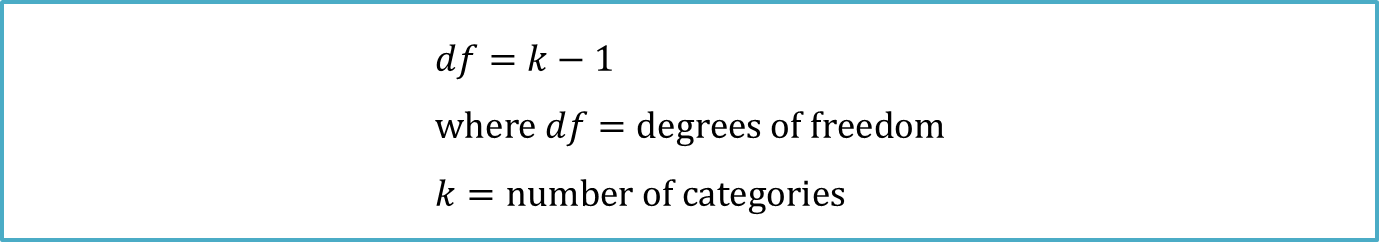 df = k − 1
where df = degrees of freedom
k = number of categories